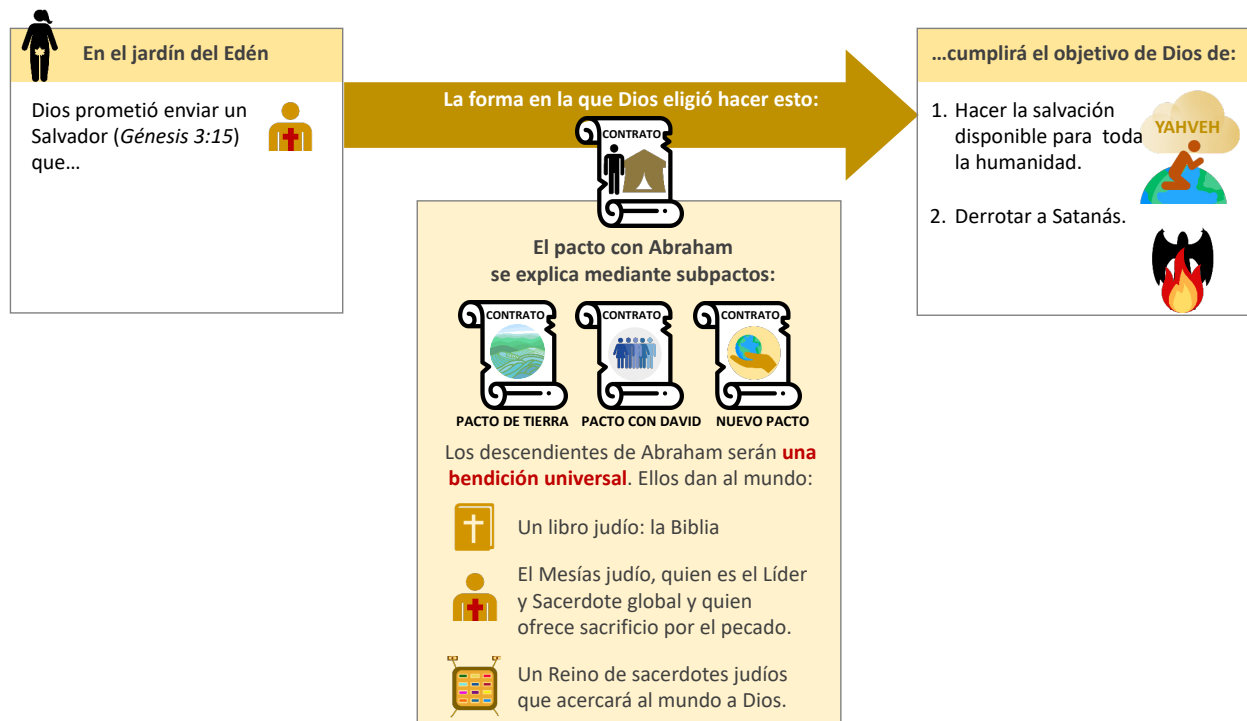 En el jardín del Edén
Dios prometió enviar un
Salvador (Génesis 3:15)
que...
La forma en la que Dios eligió hacer esto:
CONTRATO
...cumplirá el objetivo de Dios de:
1. Hacer la salvación
disponible para toda
la humanidad.
YAHVEH
2. Derrotar a Satanás.
El pacto con Abraham
se explica mediante subpactos:
CONTRATO CONTRATO CONTRATO
PACTO DE TIERRA PACTO CON DAVID NUEVO PACTO
Los descendientes de Abraham serán una
bendición universal. Ellos dan al mundo:
Un libro judío: la Biblia
El Mesías judío, quien es el Líder
y Sacerdote global y quien
ofrece sacrificio por el pecado.
Un Reino de sacerdotes judíos
que acercará al mundo a Dios.